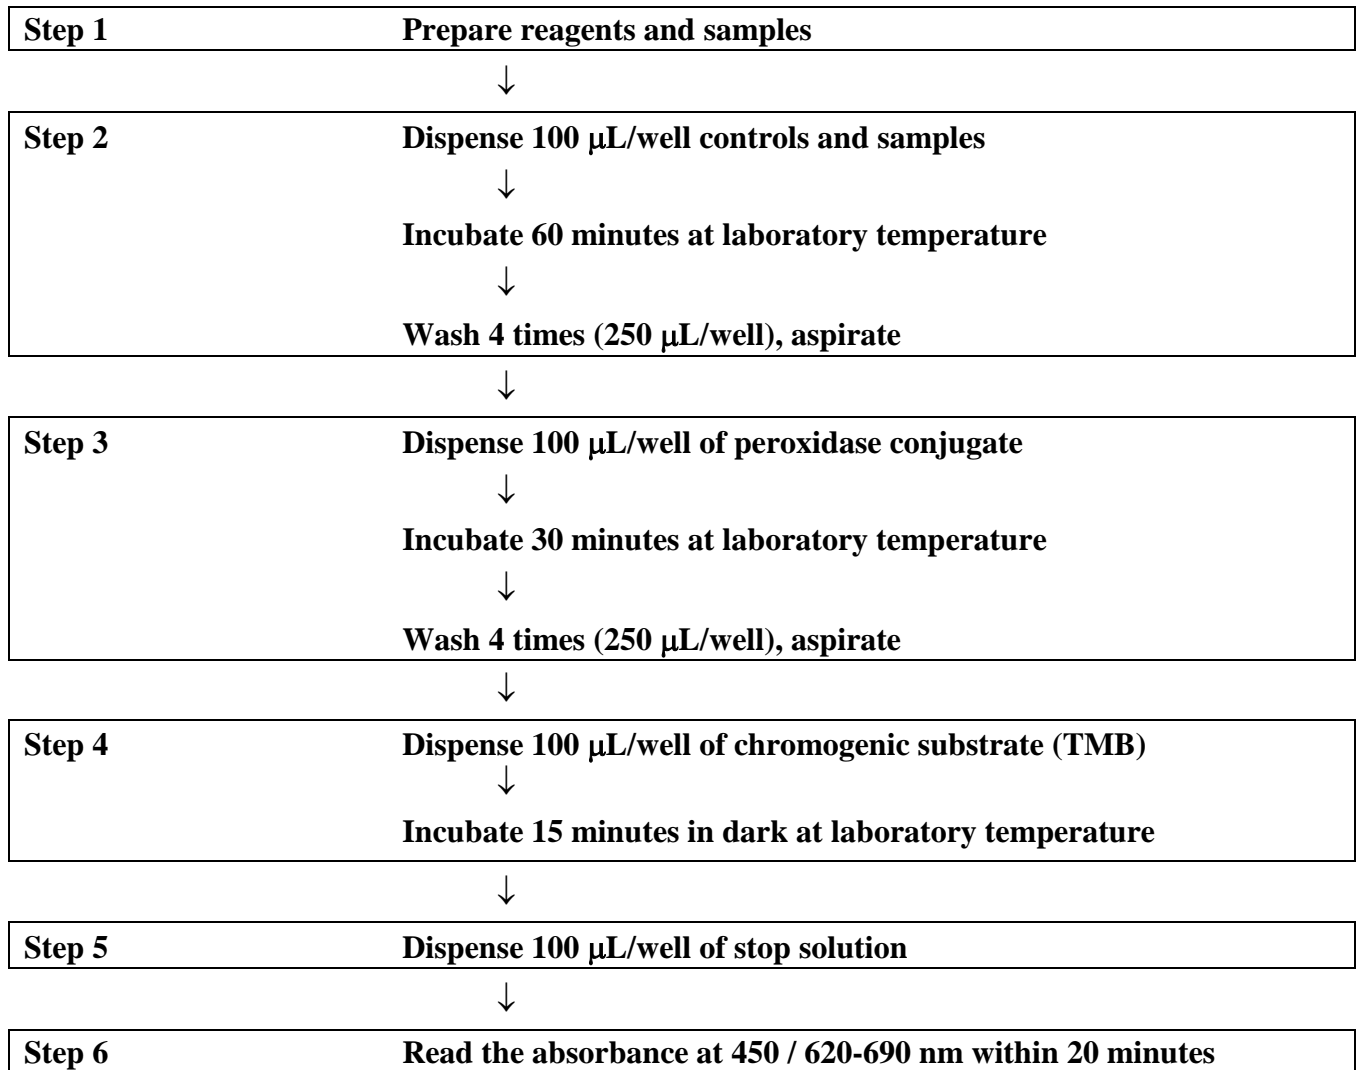 Step 1 Prepare reagents and samples
↓
Step 2 Dispense 100 μL/well controls and samples
↓
Incubate 60 minutes at laboratory temperature
↓
Wash 4 times (250 μL/well), aspirate
↓
Step 3 Dispense 100 μL/well of peroxidase conjugate
↓
Incubate 30 minutes at laboratory temperature
↓
Wash 4 times (250 μL/well), aspirate
↓
Step 4 Dispense 100 μL/well of chromogenic substrate (TMB)
↓
Incubate 15 minutes in dark at laboratory temperature
↓
Step 5 Dispense 100 μL/well of stop solution
↓
Step 6 Read the absorbance at 450 / 620-690 nm within 20 minutes